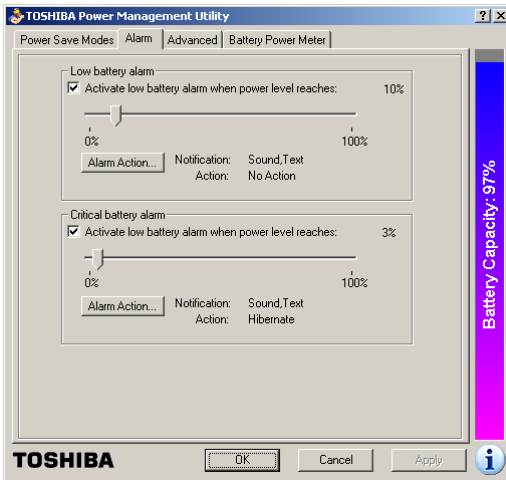 TOSHIBA Power Management Utility
Power Save Modes Alarm Advanced Battery Power Meter
Low battery alarm
Activate low battery alarm when power level reaches: 10%
0% 100%
Alarm Action... Notification: Sound,Text
Action: No Action
Critical battery alarm
Activate low battery alarm when power level reaches: 3%
0% 100%
Alarm Action... Notification: Sound,Text
Action: Hibernate
Battery Capacity: 97%
TOSHIBA OK Cancel Apply